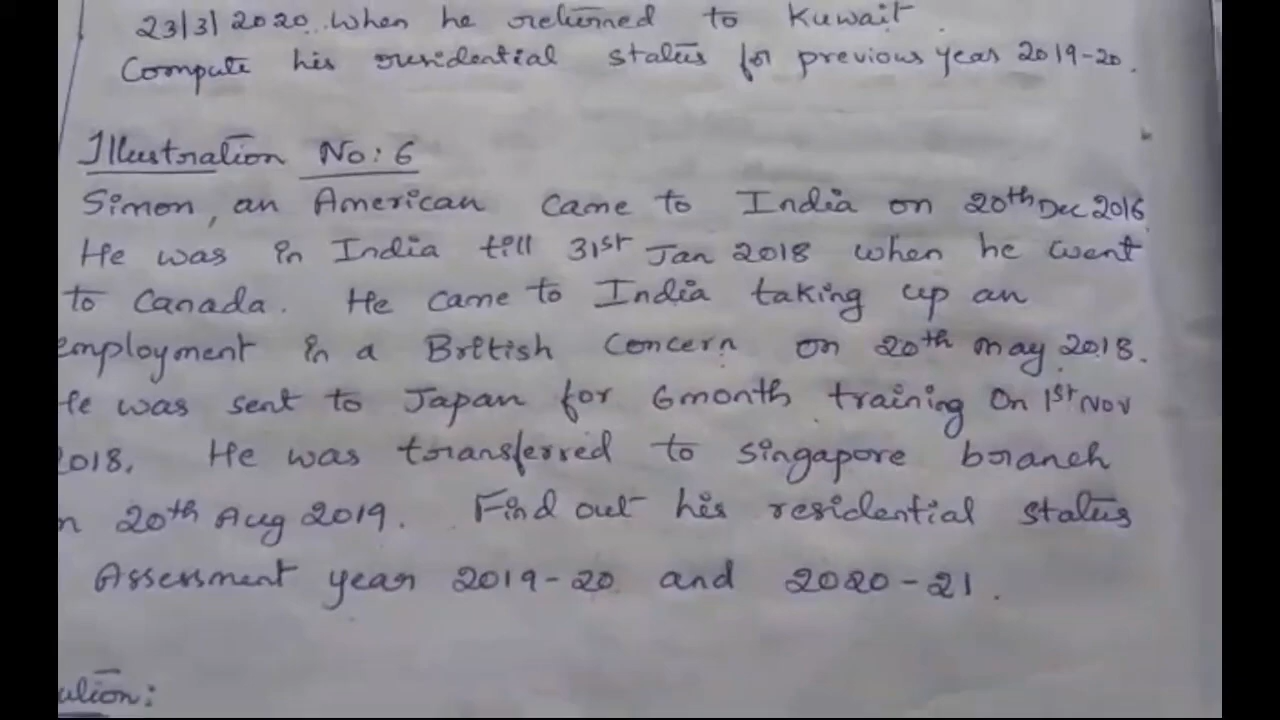 23/3/2020. When he returned to Kuwait.
Compute his residential status for previous year 2019-20.
Illustration No: 6
Simon, an American came to India on 20th Dec 2016
He was in India till 31st Jan 2018 when he went
to Canada. He came to India taking up an
employment in a British Concern on 20th may 2018.
He was sent to Japan for 6month training on 1st Nov
2018. He was transferred to Singapore branch
n 20th Aug 2019. Find out his residential status
Assessment year 2019-20 and 2020-21.
ution: